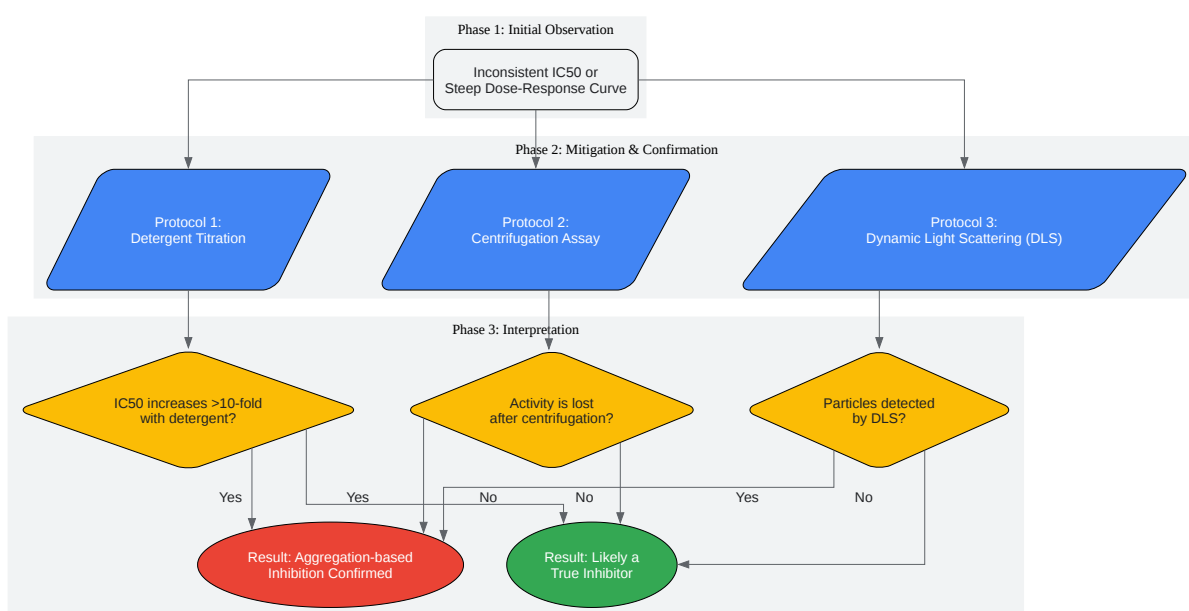 Phase 1: Initial Observation
Inconsistent IC50 or
Steep Dose-Response Curve
Phase 2: Mitigation & Confirmation
Protocol 1:
Detergent Titration
Protocol 2:
Centrifugation Assay
Protocol 3:
Dynamic Light Scattering (DLS)
Phase 3: Interpretation
IC50 increases >10-fold
with detergent?
Activity is lost
after centrifugation?
Particles detected
by DLS?
Yes
Yes
No
No
Yes
No
Result: Aggregation-based
Inhibition Confirmed
Result: Likely a
True Inhibitor